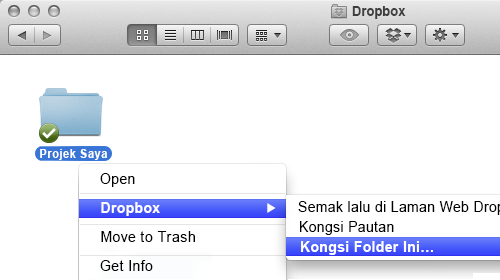 Dropbox
Projek Saya
Open
Dropbox
Move to Trash
Get Info
Semak lalu di Laman Web
Kongsi Pautan
Kongsi Folder Ini...